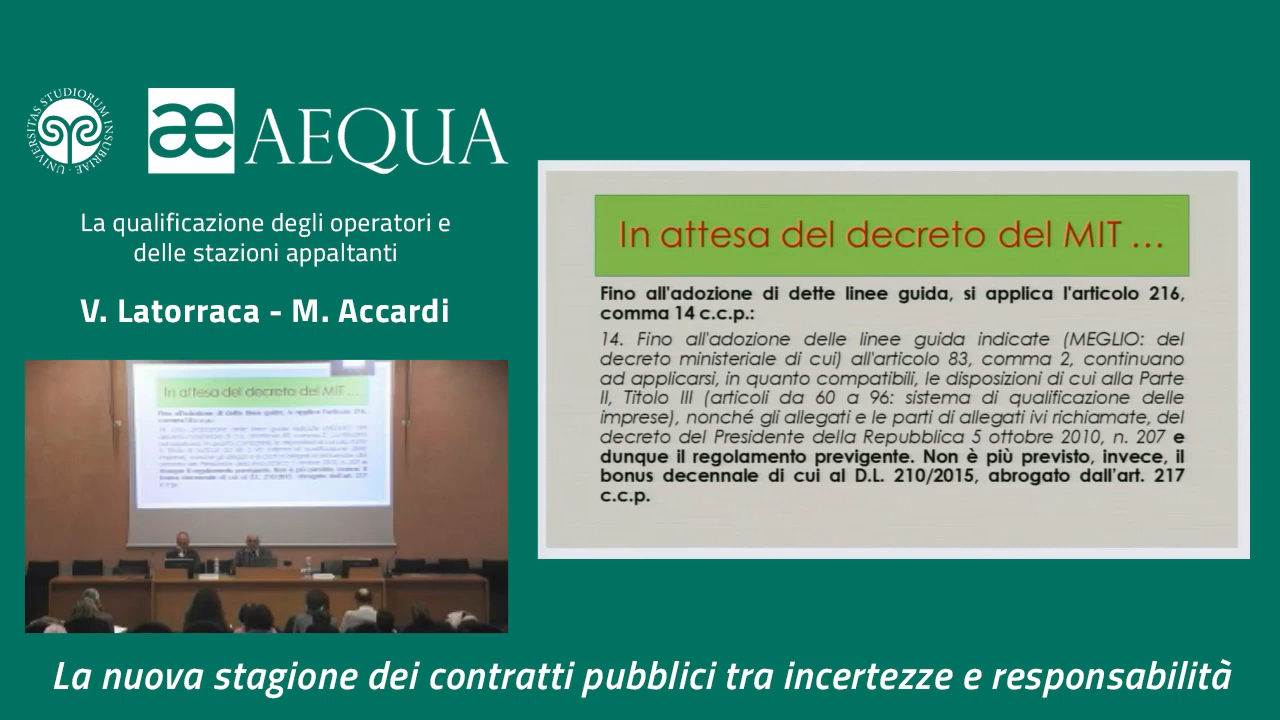 UNIVERSITAS STUDIORUM INSUBRIAE
æ AEQUA
La qualificazione degli operatori e
delle stazioni appaltanti
V. Latorraca - M. Accardi
In attesa del decreto del MIT ...
In attesa del decreto del MIT ...
Fino all'adozione di dette linee guida, si applica l'articolo 216,
comma 14 c.c.p.:
14. Fino all'adozione delle linee guida indicate (MEGLIO: del
decreto ministeriale di cui) all'articolo 83, comma 2, continuano
ad applicarsi, in quanto compatibili, le disposizioni di cui alla Parte
II, Titolo III (articoli da 60 a 96: sistema di qualificazione delle
imprese), nonché gli allegati e le parti di allegati ivi richiamate, del
decreto del Presidente della Repubblica 5 ottobre 2010, n. 207 e
dunque il regolamento previgente. Non è più previsto, invece, il
bonus decennale di cui al D.L. 210/2015, abrogato dall'art. 217
c.c.p.
La nuova stagione dei contratti pubblici tra incertezze e responsabilità